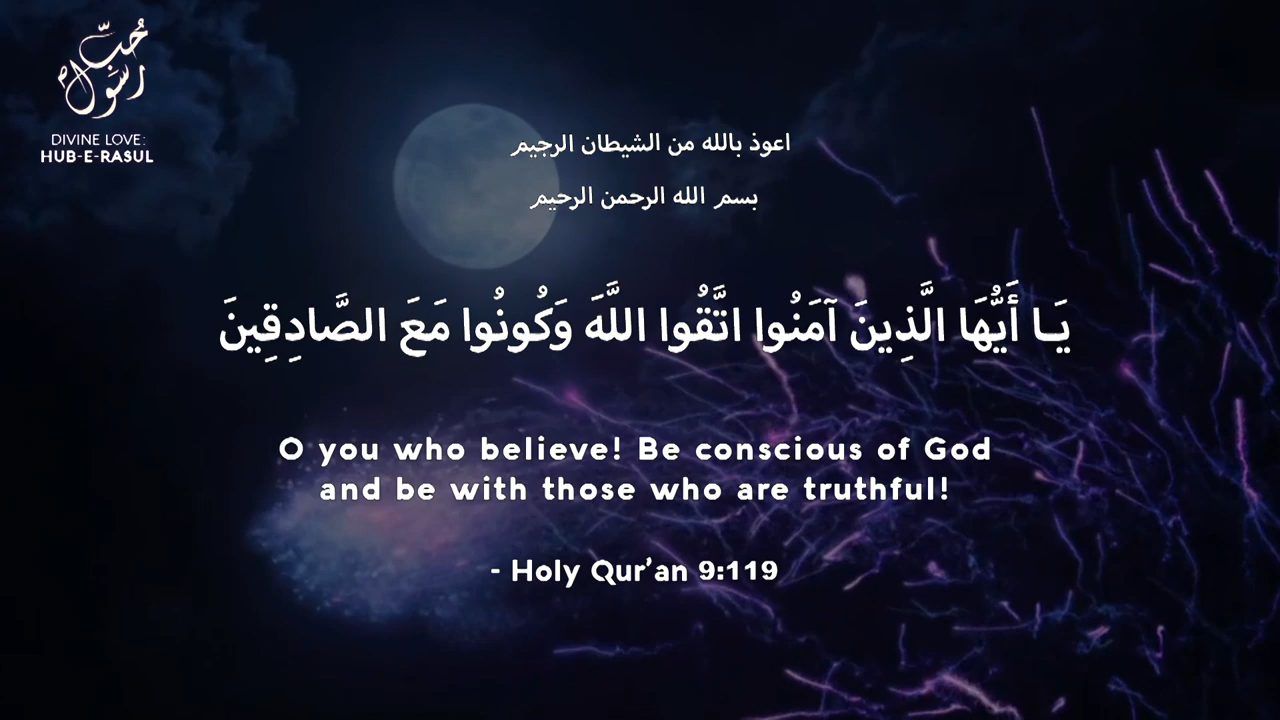 حُبِّ
رَسُولؐ
DIVINE LOVE:
HUB-E-RASUL
اعوذ بالله من الشيطان الرجيم
بسم الله الرحمن الرحيم
يَـا أَيُّهَا الَّذِينَ آمَنُوا اتَّقُوا اللَّهَ وَكُونُوا مَعَ الصَّادِقِينَ
O you who believe! Be conscious of God
and be with those who are truthful!
- Holy Qur'an 9:119